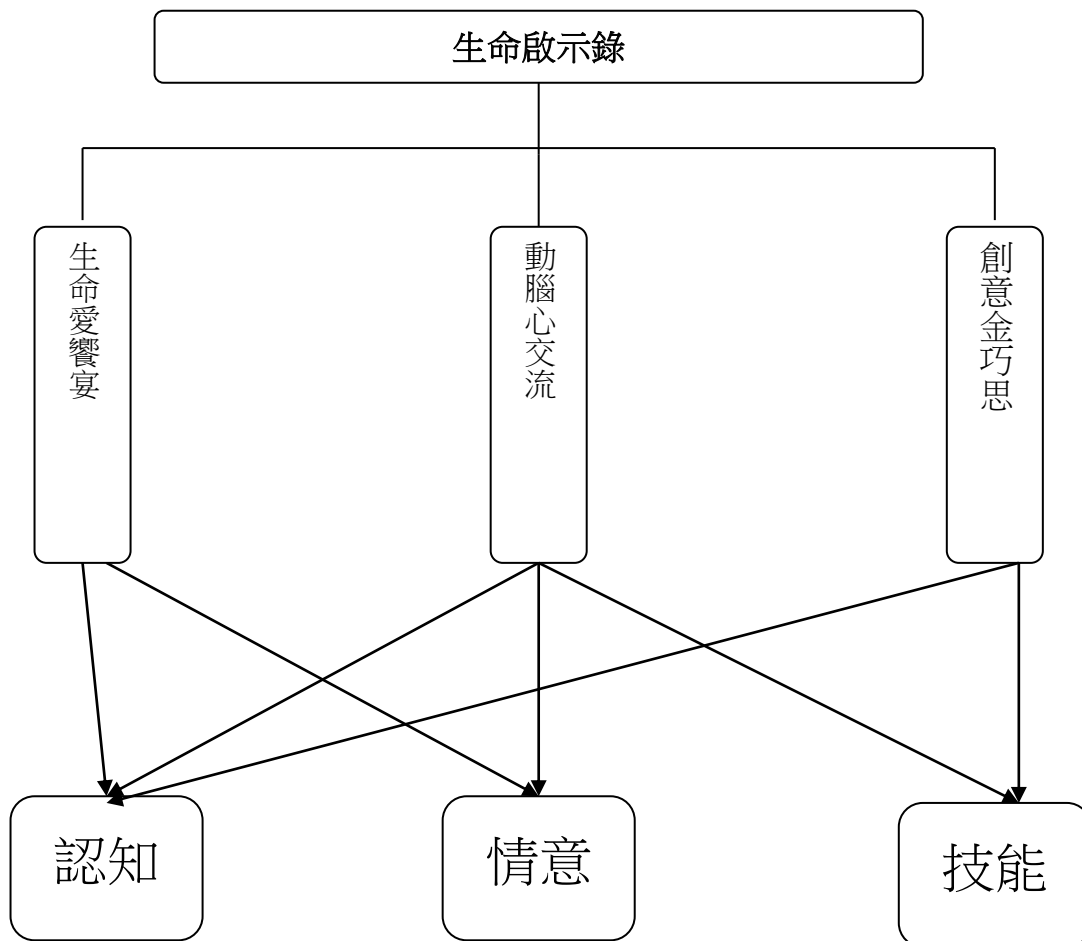 生命啟示錄
生命愛饗宴
動腦心交流
創意金巧思
認知
情意
技能